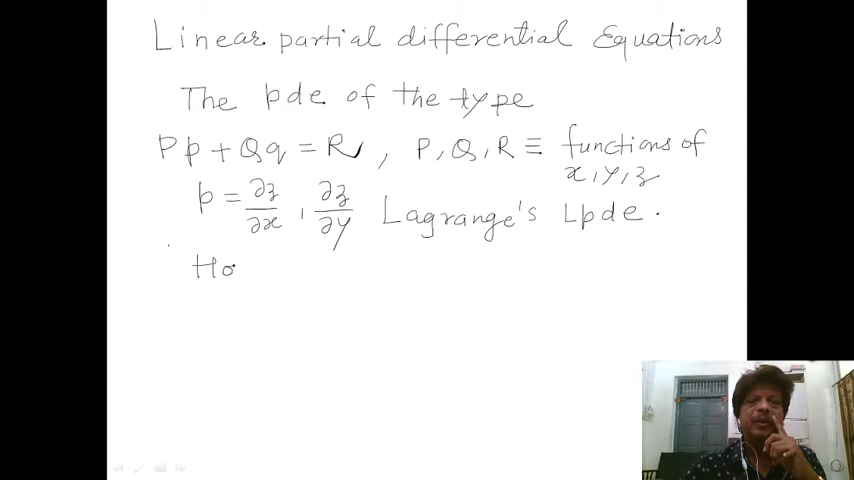 Linear partial differential Equations
The pde of the type
Pp + Qq = R, P, Q, R ≡ functions of
x, y, z
p = ∂z/∂x, ∂z/∂y Lagrange's Lpde.
Ho